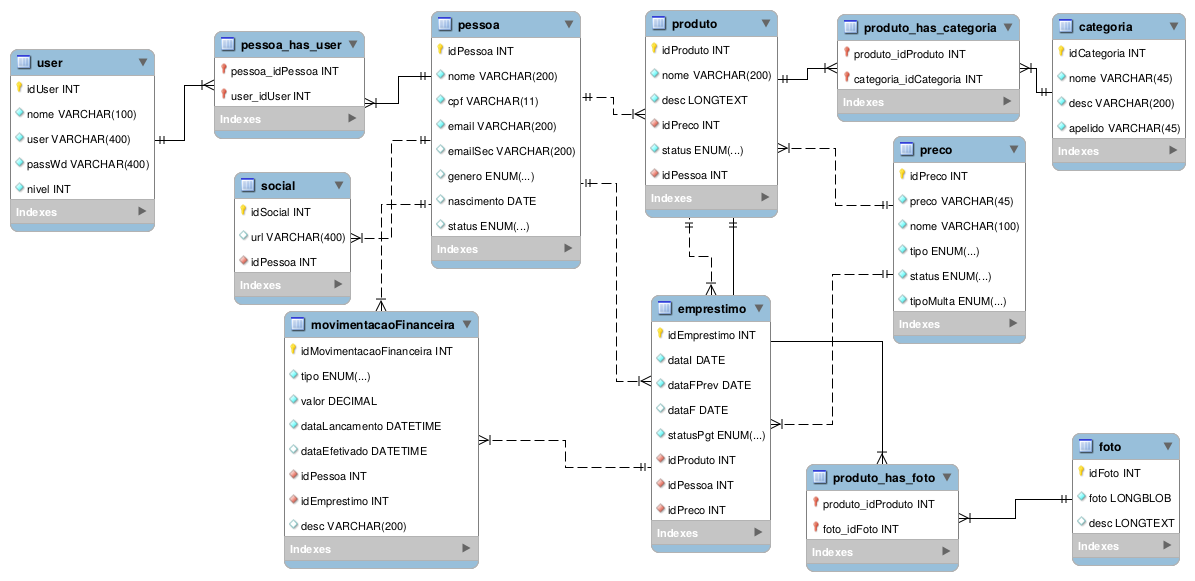 user
idUser INT
nome VARCHAR(100)
user VARCHAR(400)
passWd VARCHAR(400)
nivel INT
Indexes
pessoa_has_user
pessoa_idPessoa INT
user_idUser INT
Indexes
social
idSocial INT
url VARCHAR(400)
idPessoa INT
Indexes
pessoa
idPessoa INT
nome VARCHAR(200)
cpf VARCHAR(11)
email VARCHAR(200)
emailSec VARCHAR(200)
genero ENUM(...)
nascimento DATE
status ENUM(...)
Indexes
produto
idProduto INT
nome VARCHAR(200)
desc LONGTEXT
idPreco INT
status ENUM(...)
idPessoa INT
Indexes
produto_has_categoria
produto_idProduto INT
categoria_idCategoria INT
Indexes
categoria
idCategoria INT
nome VARCHAR(45)
desc VARCHAR(200)
apelido VARCHAR(45)
Indexes
preco
idPreco INT
preco VARCHAR(45)
nome VARCHAR(100)
tipo ENUM(...)
status ENUM(...)
tipoMulta ENUM(...)
Indexes
movimentacaoFinanceira
idMovimentacaoFinanceira INT
tipo ENUM(...)
valor DECIMAL
dataLancamento DATETIME
dataEfetivado DATETIME
idPessoa INT
idEmprestimo INT
desc VARCHAR(200)
Indexes
emprestimo
idEmprestimo INT
dataI DATE
dataFPrev DATE
dataF DATE
statusPgt ENUM(...)
idProduto INT
idPessoa INT
idPreco INT
Indexes
produto_has_foto
produto_idProduto INT
foto_idFoto INT
Indexes
foto
idFoto INT
foto LONGBLOB
desc LONGTEXT
Indexes